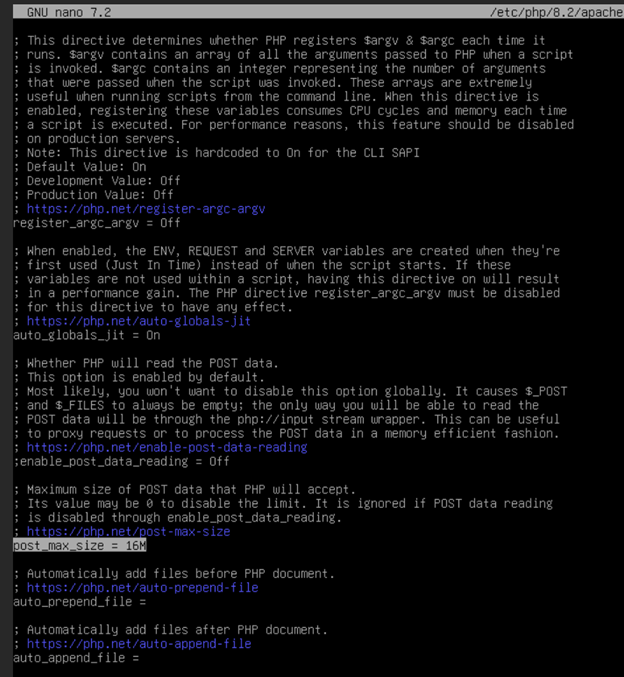 GNU nano 7.2 /etc/php/8.2/apache
; This directive determines whether PHP registers $argv & $argc each time it
; runs. $argv contains an array of all the arguments passed to PHP when a script
; is invoked. $argc contains an integer representing the number of arguments
; that were passed when the script was invoked. These arrays are extremely
; useful when running scripts from the command line. When this directive is
; enabled, registering these variables consumes CPU cycles and memory each time
; a script is executed. For performance reasons, this feature should be disabled
; on production servers.
; Note: This directive is hardcoded to On for the CLI SAPI
; Default Value: On
; Development Value: Off
; Production Value: Off
; https://php.net/register-argc-argv
register_argc_argv = Off
; When enabled, the ENV, REQUEST and SERVER variables are created when they're
; first used (Just In Time) instead of when the script starts. If these
; variables are not used within a script, having this directive on will result
; in a performance gain. The PHP directive register_argc_argv must be disabled
; for this directive to have any effect.
; https://php.net/auto-globals-jit
auto_globals_jit = On
; Whether PHP will read the POST data.
; This option is enabled by default.
; Most likely, you won't want to disable this option globally. It causes $_POST
; and $_FILES to always be empty; the only way you will be able to read the
; POST data will be through the php://input stream wrapper. This can be useful
; to proxy requests or to process the POST data in a memory efficient fashion.
; https://php.net/enable-post-data-reading
;enable_post_data_reading = Off
; Maximum size of POST data that PHP will accept.
; Its value may be 0 to disable the limit. It is ignored if POST data reading
; is disabled through enable_post_data_reading.
; https://php.net/post-max-size
post_max_size = 16M
; Automatically add files before PHP document.
; https://php.net/auto-prepend-file
auto_prepend_file =
; Automatically add files after PHP document.
; https://php.net/auto-append-file
auto_append_file =